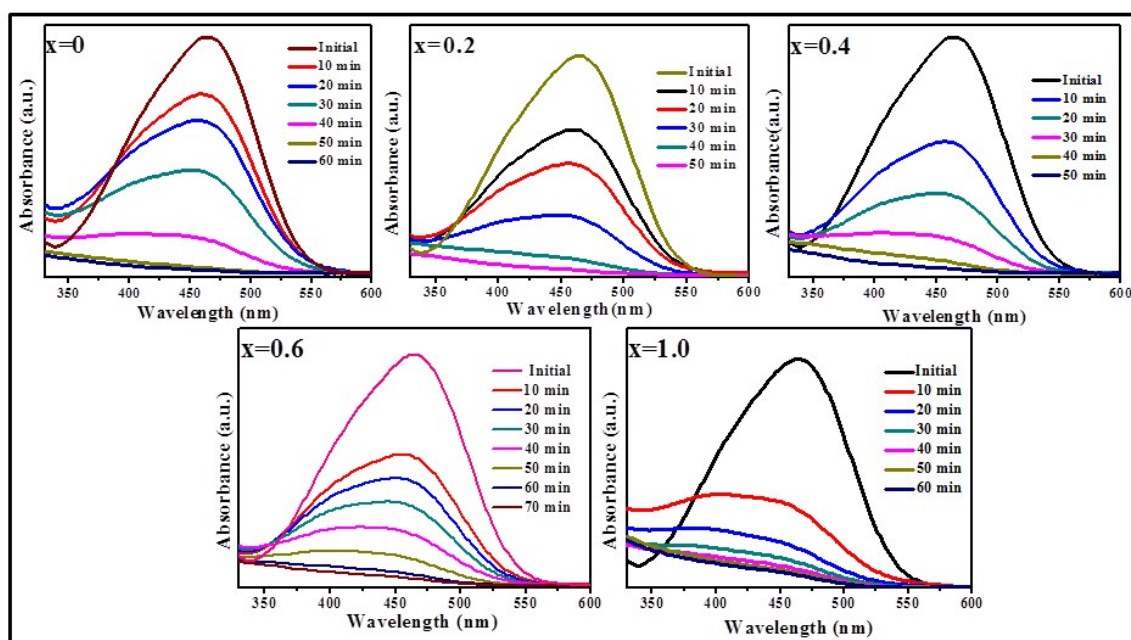 x=0
Initial
10 min
20 min
30 min
40 min
50 min
60 min
Absorbance (a.u.)
350 400 450 500 550 600
Wavelength (nm)
x=0.2
Initial
10 min
20 min
30 min
40 min
50 min
Absorbance (a.u.)
350 400 450 500 550 600
Wavelength(nm)
x=0.4
Initial
10 min
20 min
30 min
40 min
50 min
Absorbance(a.u.)
350 400 450 500 550 600
Wavelength (nm)
x=0.6
Initial
10 min
20 min
30 min
40 min
50 min
60 min
70 min
Absorbance (a.u.)
350 400 450 500 550 600
Wavelength (nm)
x=1.0
Initial
10 min
20 min
30 min
40 min
50 min
60 min
Absorbance (a.u.)
350 400 450 500 550 600
Wavelength (nm)